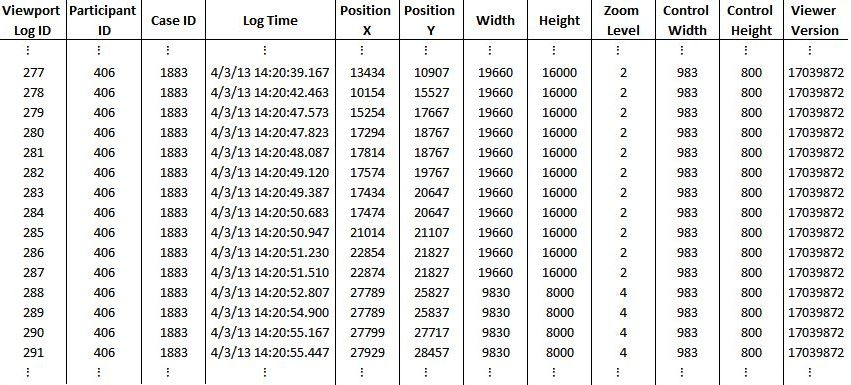 Viewport Log ID Participant ID Case ID Log Time Position X Position Y Width Height Zoom Level Control Width Control Height Viewer Version
⋮ ⋮ ⋮ ⋮ ⋮ ⋮ ⋮ ⋮ ⋮ ⋮ ⋮ ⋮
277 406 1883 4/3/13 14:20:39.167 13434 10907 19660 16000 2 983 800 17039872
278 406 1883 4/3/13 14:20:42.463 10154 15527 19660 16000 2 983 800 17039872
279 406 1883 4/3/13 14:20:47.573 15254 17667 19660 16000 2 983 800 17039872
280 406 1883 4/3/13 14:20:47.823 17294 18767 19660 16000 2 983 800 17039872
281 406 1883 4/3/13 14:20:48.087 17814 18767 19660 16000 2 983 800 17039872
282 406 1883 4/3/13 14:20:49.120 17574 19767 19660 16000 2 983 800 17039872
283 406 1883 4/3/13 14:20:49.387 17434 20647 19660 16000 2 983 800 17039872
284 406 1883 4/3/13 14:20:50.683 17474 20647 19660 16000 2 983 800 17039872
285 406 1883 4/3/13 14:20:50.947 21014 21107 19660 16000 2 983 800 17039872
286 406 1883 4/3/13 14:20:51.230 22854 21827 19660 16000 2 983 800 17039872
287 406 1883 4/3/13 14:20:51.510 22874 21827 19660 16000 2 983 800 17039872
288 406 1883 4/3/13 14:20:52.807 27789 25827 9830 8000 4 983 800 17039872
289 406 1883 4/3/13 14:20:54.900 27789 25837 9830 8000 4 983 800 17039872
290 406 1883 4/3/13 14:20:55.167 27799 27717 9830 8000 4 983 800 17039872
291 406 1883 4/3/13 14:20:55.447 27929 28457 9830 8000 4 983 800 17039872
⋮ ⋮ ⋮ ⋮ ⋮ ⋮ ⋮ ⋮ ⋮ ⋮ ⋮ ⋮